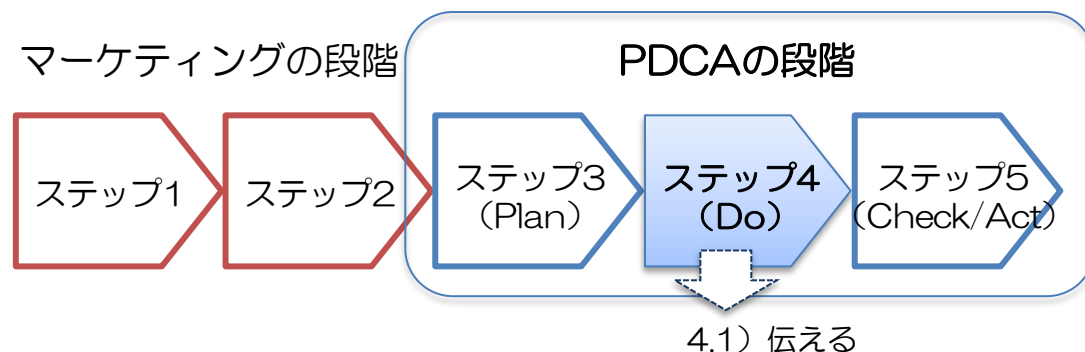 マーケティングの段階
PDCAの段階
ステップ1
ステップ2
ステップ3
（Plan）
ステップ4
（Do）
ステップ5
（Check/Act）
4.1）伝える